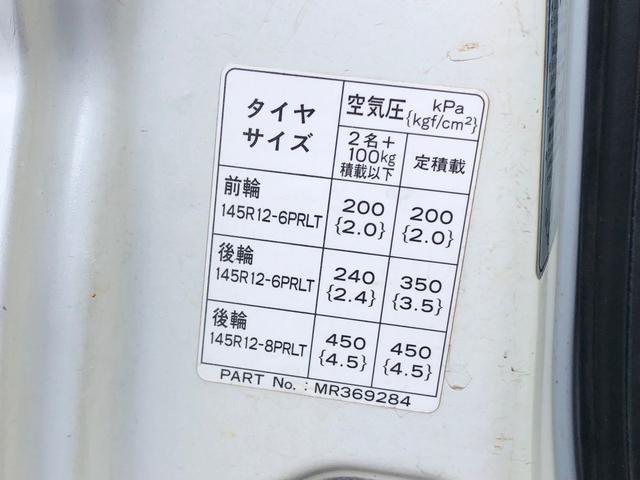 タイヤ
サイズ
空気圧 kPa
{kgf/cm²}
2名+
100kg
積載以下
定積載
前輪
145R12-6PRLT
200
{2.0}
200
{2.0}
後輪
145R12-6PRLT
240
{2.4}
350
{3.5}
後輪
145R12-8PRLT
450
{4.5}
450
{4.5}
PART No.:MR369284